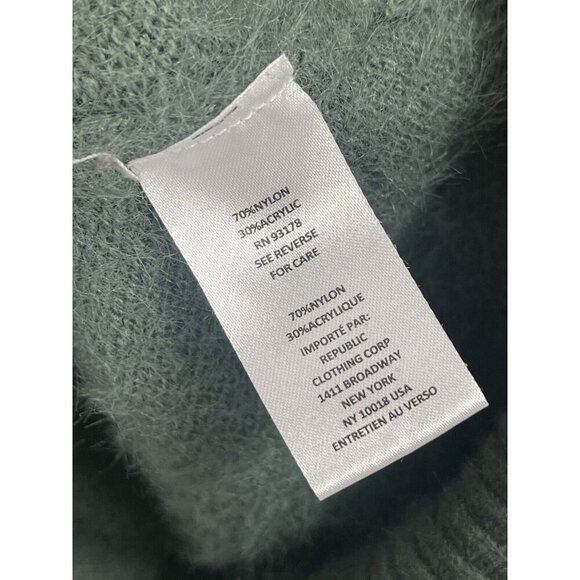 70%NYLON
30%ACRYLIC
RN 93178
SEE REVERSE
FOR CARE
70%NYLON
30%ACRYLIQUE
IMPORTÉ PAR:
REPUBLIC
CLOTHING CORP
1411 BROADWAY
NEW YORK
NY 10018 USA
ENTRETIEN AU VERSO